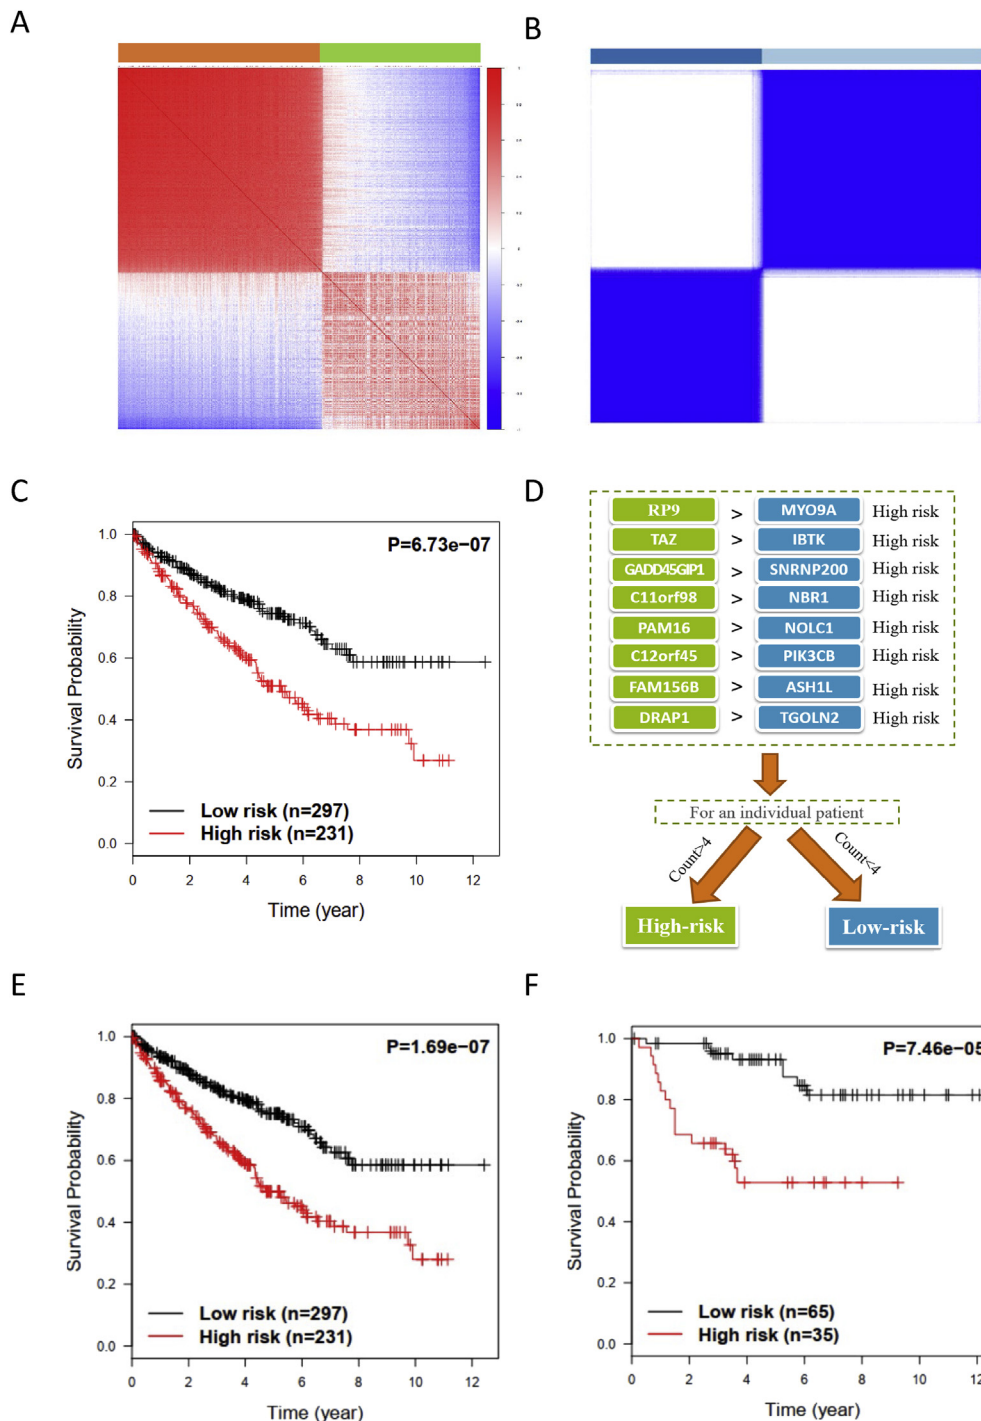 A
B
C
P=6.73e−07
Survival Probability
1.0
0.8
0.6
0.4
0.2
0.0
Low risk (n=297)
High risk (n=231)
0 2 4 6 8 10 12
Time (year)
D
RP9 > MYO9A High risk
TAZ > IBTK High risk
GADD45GIP1 > SNRNP200 High risk
C11orf98 > NBR1 High risk
PAM16 > NOLC1 High risk
C12orf45 > PIK3CB High risk
FAM156B > ASH1L High risk
DRAP1 > TGOLN2 High risk
For an individual patient
Count>4
Count<4
High-risk
Low-risk
E
P=1.69e−07
Survival Probability
1.0
0.8
0.6
0.4
0.2
0.0
Low risk (n=297)
High risk (n=231)
0 2 4 6 8 10 12
Time (year)
F
P=7.46e−05
Survival Probability
1.0
0.8
0.6
0.4
0.2
0.0
Low risk (n=65)
High risk (n=35)
0 2 4 6 8 10 12
Time (year)